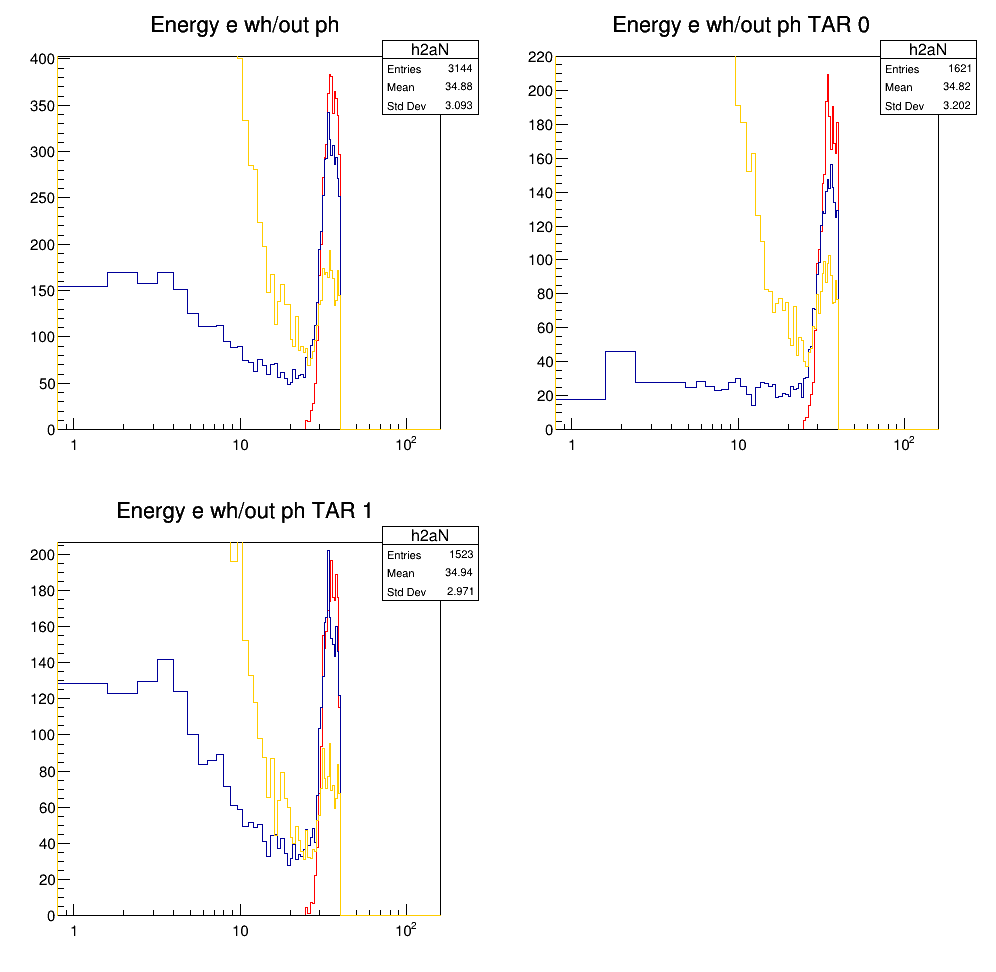 Energy e wh/out ph
h2aN
Entries 3144
Mean 34.88
Std Dev 3.093
400
350
300
250
200
150
100
50
0
1 10 10²
Energy e wh/out ph TAR 0
h2aN
Entries 1621
Mean 34.82
Std Dev 3.202
220
200
180
160
140
120
100
80
60
40
20
0
1 10 10²
Energy e wh/out ph TAR 1
h2aN
Entries 1523
Mean 34.94
Std Dev 2.971
200
180
160
140
120
100
80
60
40
20
0
1 10 10²